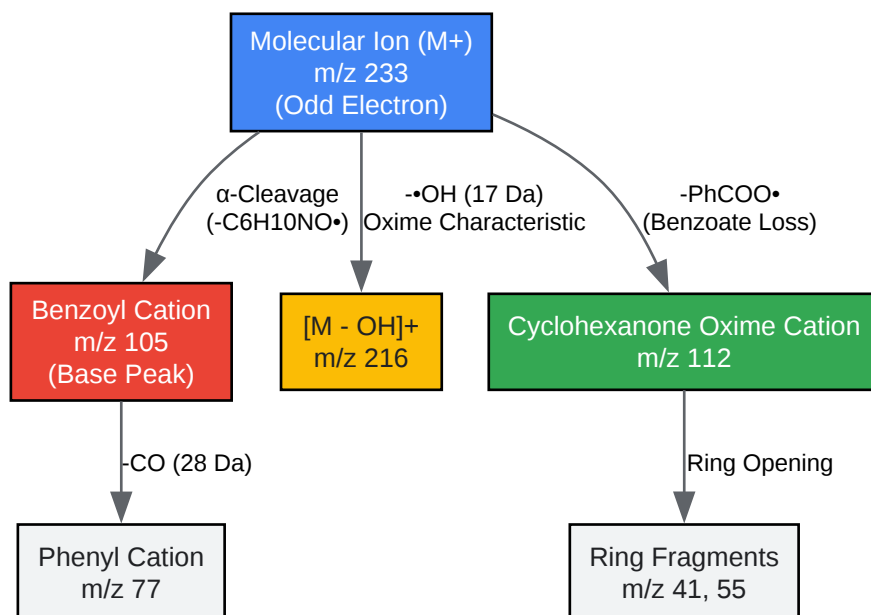 Molecular Ion (M+)
m/z 233
(Odd Electron)
α-Cleavage
(-C6H10NO•)
-•OH (17 Da)
Oxime Characteristic
-PhCOO•
(Benzoate Loss)
Benzoyl Cation
m/z 105
(Base Peak)
[M - OH]+
m/z 216
Cyclohexanone Oxime Cation
m/z 112
-CO (28 Da)
Ring Opening
Phenyl Cation
m/z 77
Ring Fragments
m/z 41, 55